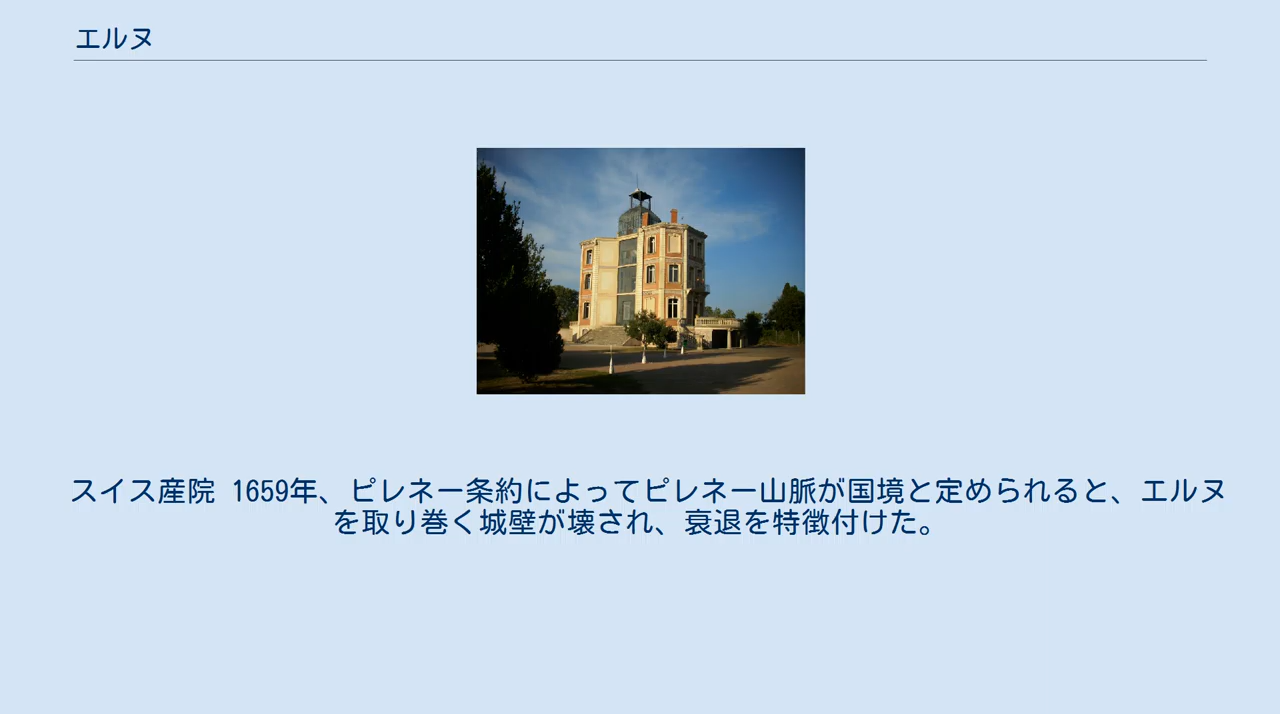 エルヌ
スイス産院 1659年、ピレネー条約によってピレネー山脈が国境と定められると、エルヌ
を取り巻く城壁が壊され、衰退を特徴付けた。